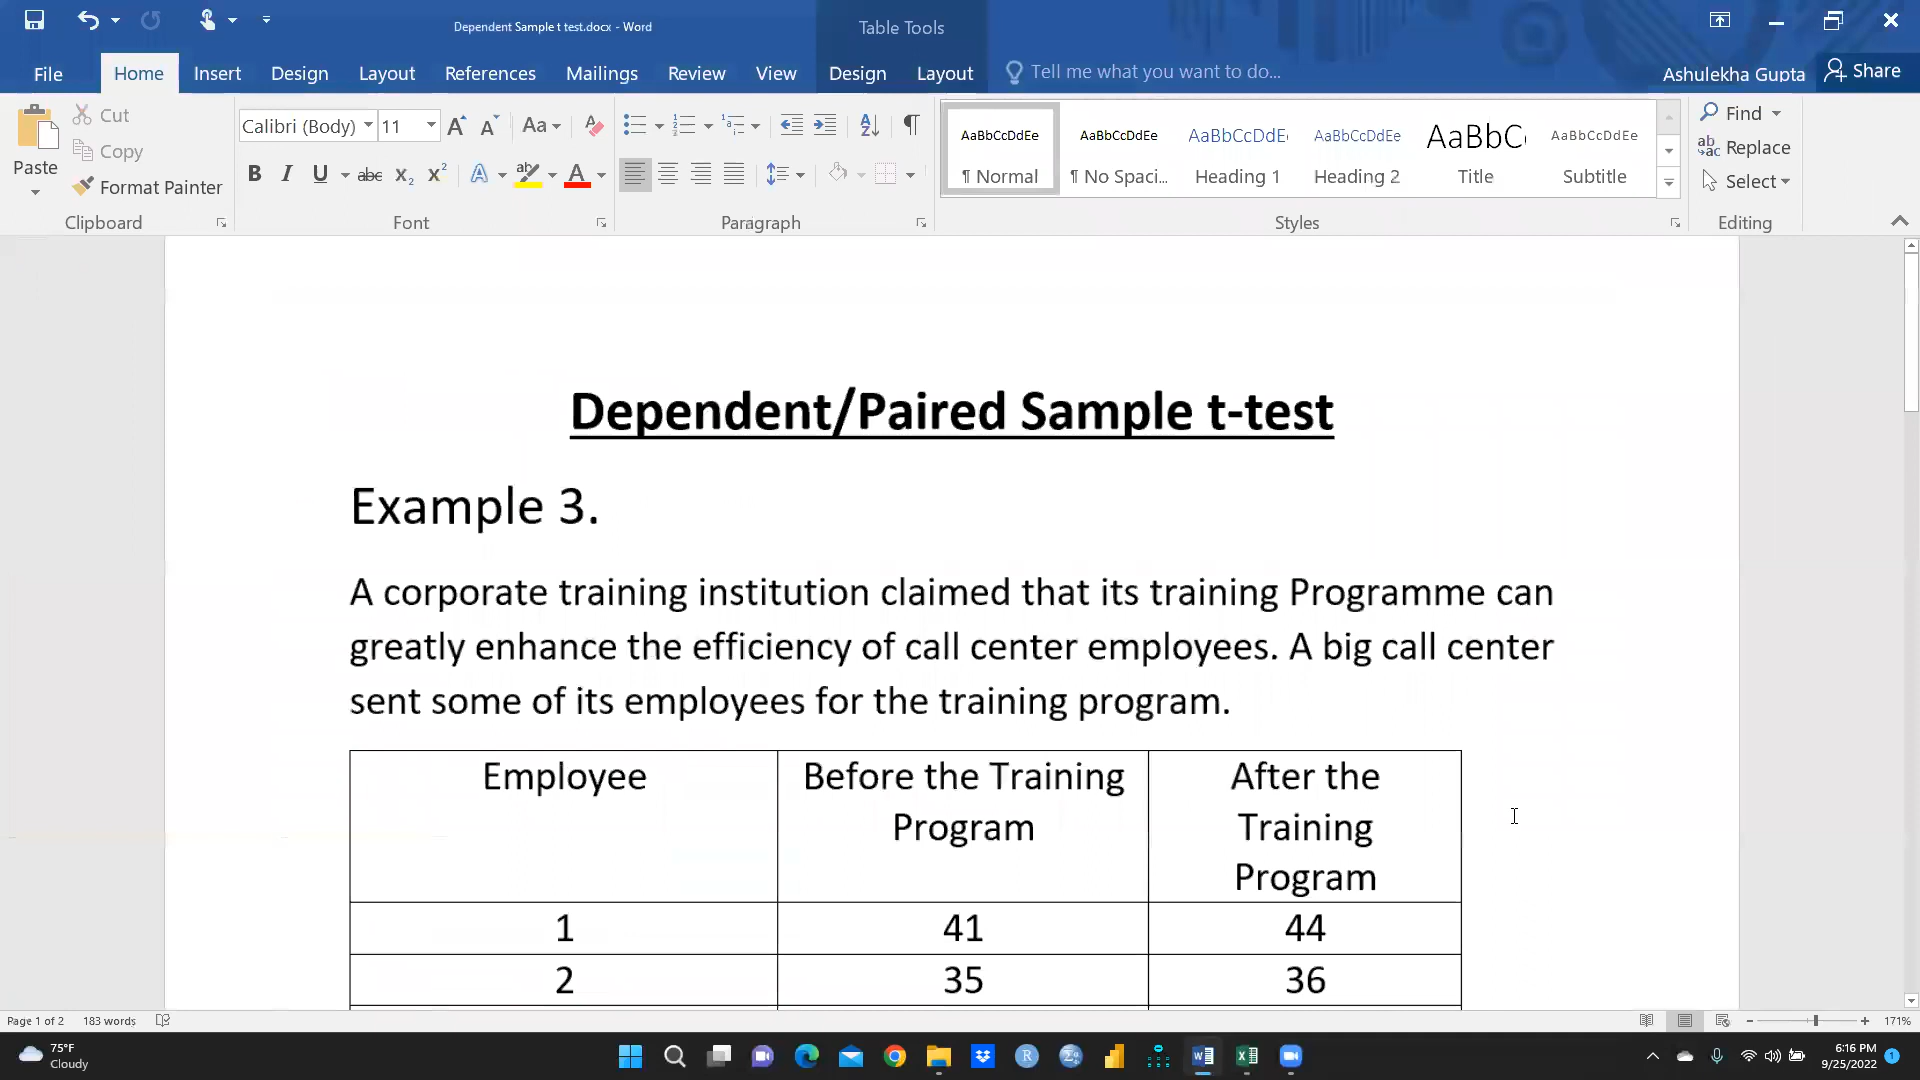 Dependent Sample t test.docx - Word
Table Tools
File Home Insert Design Layout References Mailings Review View Design Layout Tell me what you want to do... Ashulekha Gupta Share
Paste
Cut
Copy
Format Painter
Clipboard
Calibri (Body) 11
Font
Paragraph
AaBbCcDdEe AaBbCcDdEe AaBbCcDdE AaBbCcDdEe AaBbC AaBbCcDdEe
¶ Normal ¶ No Spaci... Heading 1 Heading 2 Title Subtitle
Styles
Find
Replace
Select
Editing
Dependent/Paired Sample t-test
Example 3.
A corporate training institution claimed that its training Programme can
greatly enhance the efficiency of call center employees. A big call center
sent some of its employees for the training program.
Employee Before the Training After the
Program Training
Program
1 41 44
2 35 36
Page 1 of 2 183 words 171%
75°F
Cloudy
6:16 PM
9/25/2022